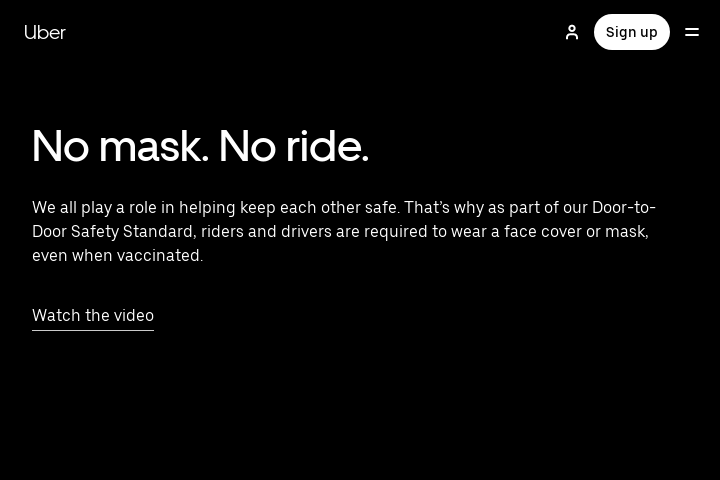 Uber
Sign up
No mask. No ride.
We all play a role in helping keep each other safe. That’s why as part of our Door-to-
Door Safety Standard, riders and drivers are required to wear a face cover or mask,
even when vaccinated.
Watch the video